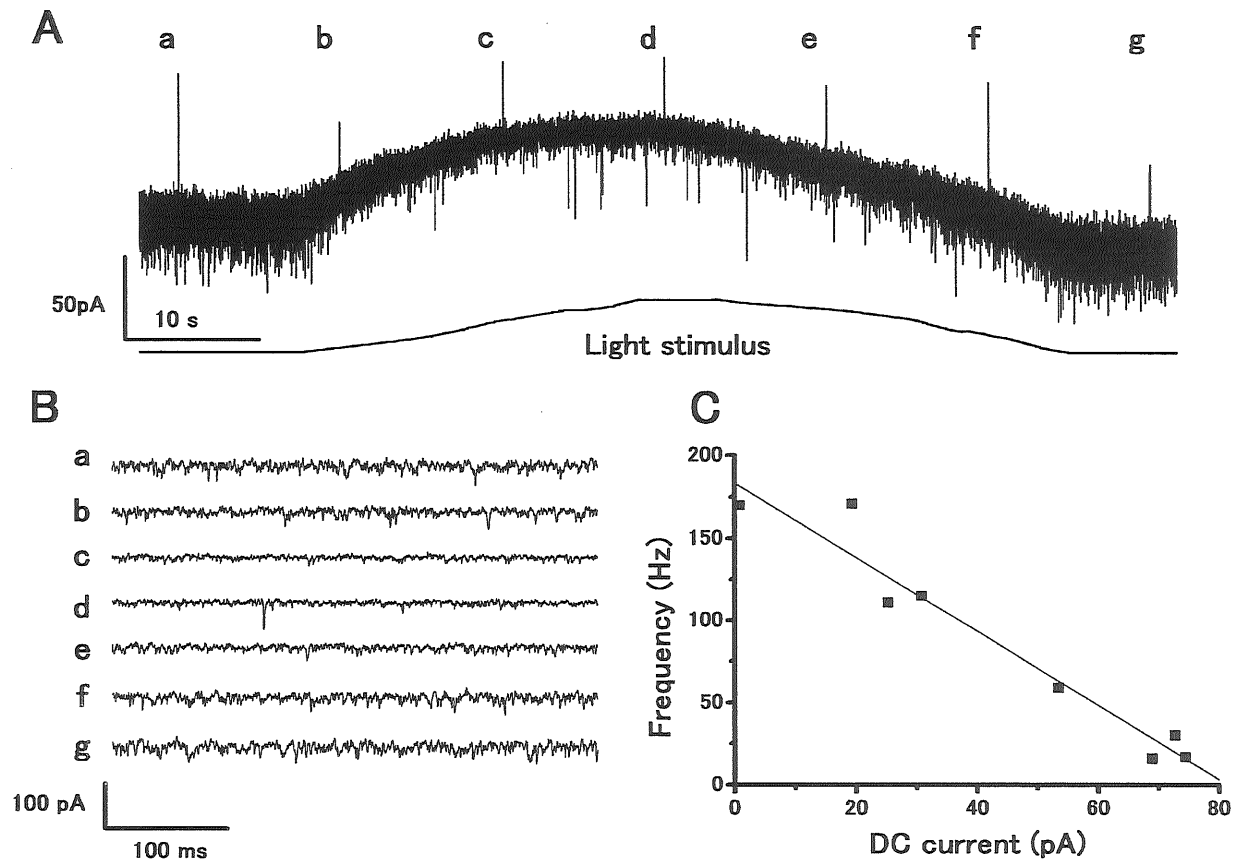 A
a b c d e f g
50pA
10 s
Light stimulus
B
a
b
c
d
e
f
g
100 pA
100 ms
C
200
150
100
50
0
0 20 40 60 80
Frequency (Hz)
DC current (pA)